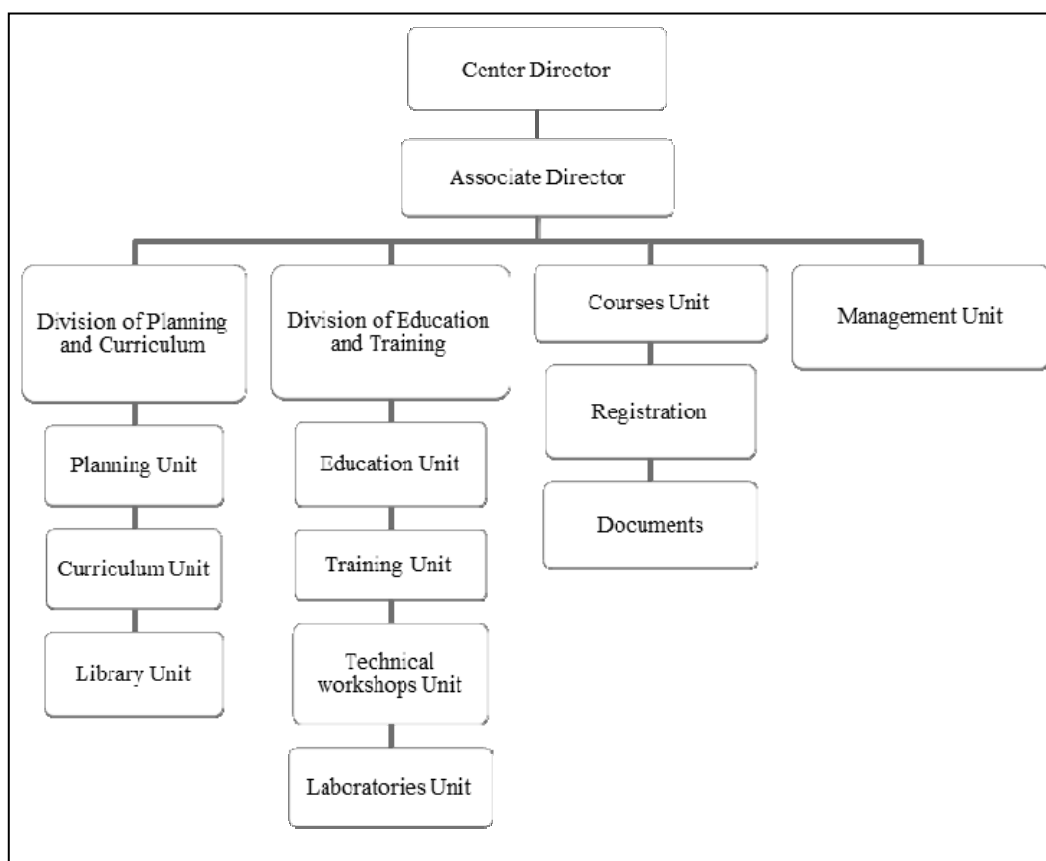 Center Director
Associate Director
Division of Planning
and Curriculum
Division of Education
and Training
Courses Unit
Management Unit
Planning Unit
Curriculum Unit
Library Unit
Education Unit
Training Unit
Technical
workshops Unit
Laboratories Unit
Registration
Documents